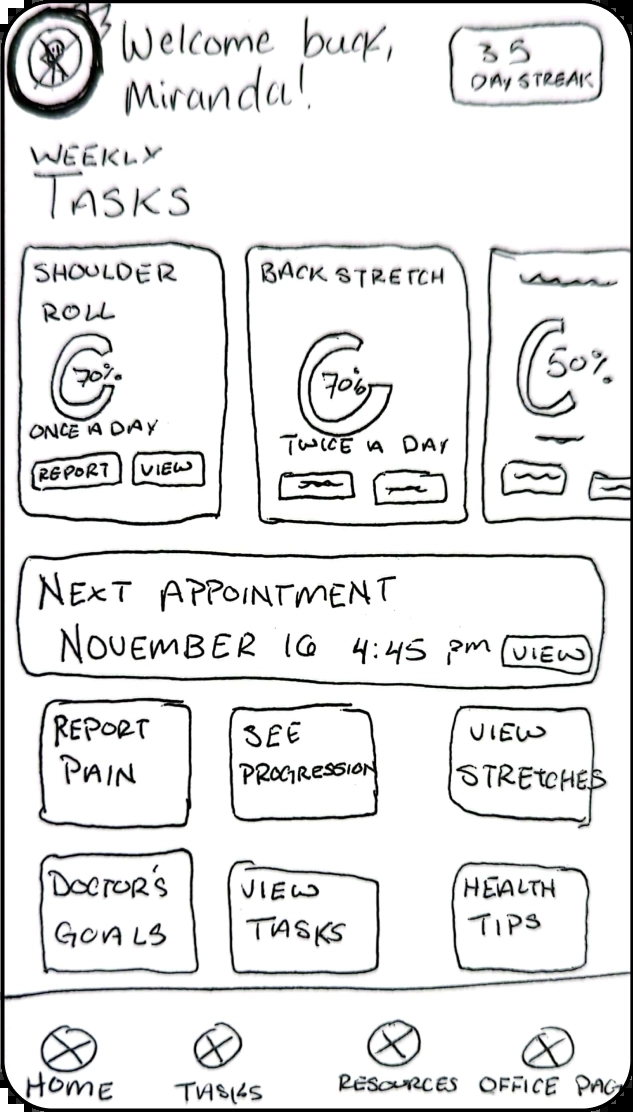 Welcome back,
Miranda!
35
DAY STREAK
WEEKLY
TASKS
SHOULDER
ROLL
70%
ONCE A DAY
REPORT VIEW
BACK STRETCH
70%
TWICE A DAY
50%
NEXT APPOINTMENT
NOVEMBER 16 4:45 pm VIEW
REPORT
PAIN
SEE
PROGRESSION
VIEW
STRETCHES
DOCTOR'S
GOALS
VIEW
TASKS
HEALTH
TIPS
HOME TASKS RESOURCES OFFICE PAG